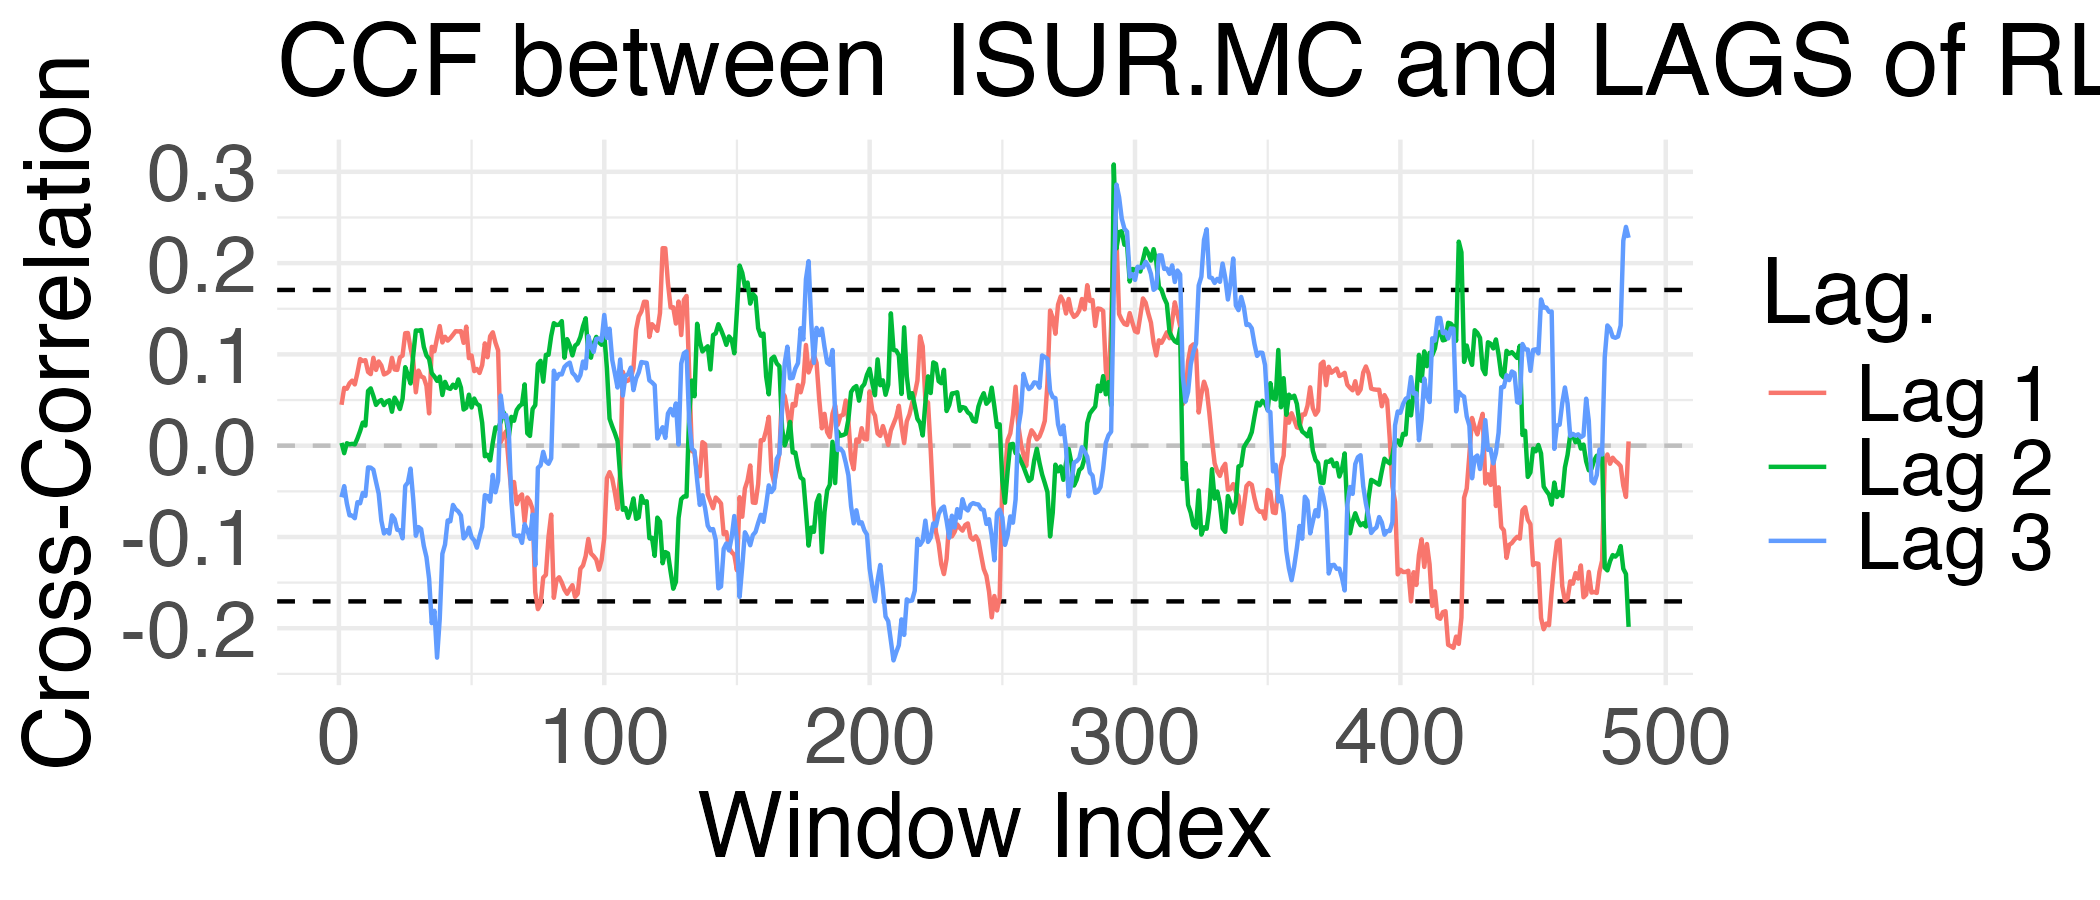 CCF between ISUR.MC and LAGS of RL
Cross-Correlation
0.3
0.2
0.1
0.0
-0.1
-0.2
0 100 200 300 400 500
Window Index
Lag.
Lag 1
Lag 2
Lag 3